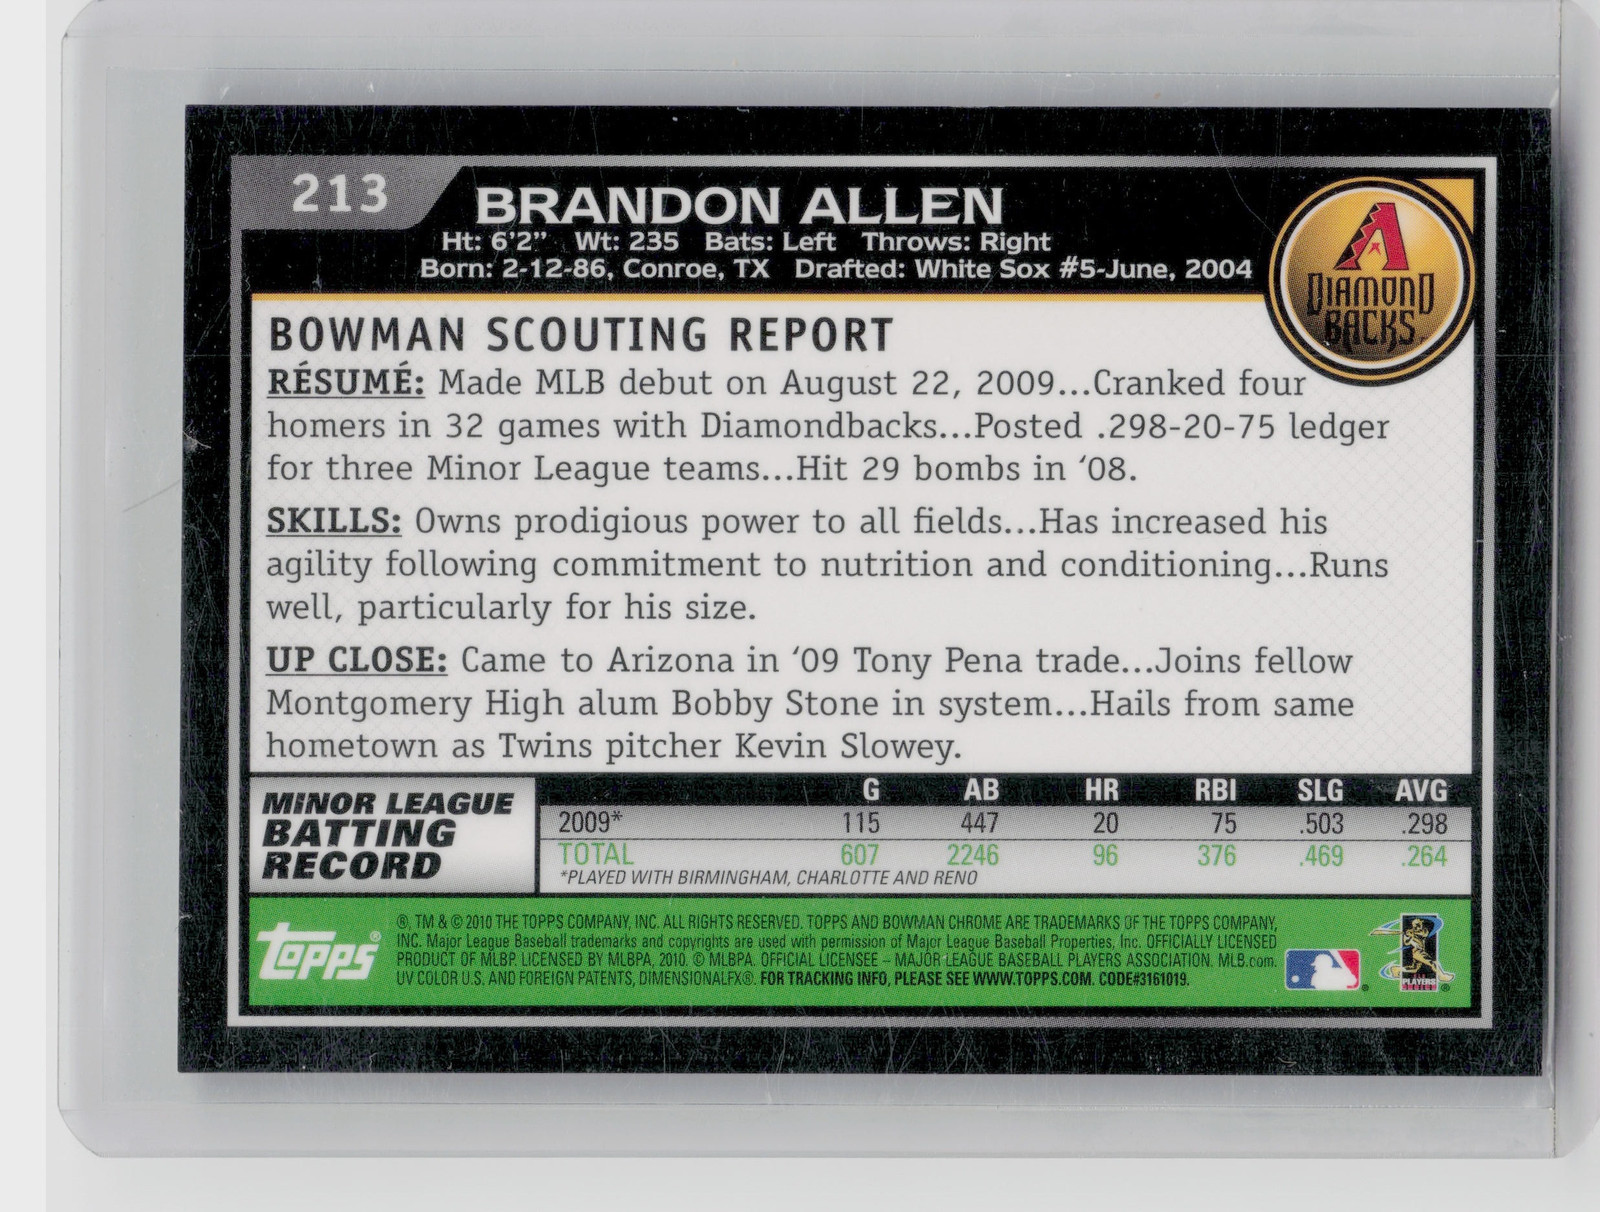 213
BRANDON ALLEN
Ht: 6'2" Wt: 235 Bats: Left Throws: Right
Born: 2-12-86, Conroe, TX Drafted: White Sox #5-June, 2004
A
DIAMOND
BACKS
BOWMAN SCOUTING REPORT
RÉSUMÉ: Made MLB debut on August 22, 2009...Cranked four
homers in 32 games with Diamondbacks...Posted .298-20-75 ledger
for three Minor League teams...Hit 29 bombs in '08.
SKILLS: Owns prodigious power to all fields...Has increased his
agility following commitment to nutrition and conditioning...Runs
well, particularly for his size.
UP CLOSE: Came to Arizona in '09 Tony Pena trade...Joins fellow
Montgomery High alum Bobby Stone in system...Hails from same
hometown as Twins pitcher Kevin Slowey.
MINOR LEAGUE
BATTING
RECORD
G AB HR RBI SLG AVG
2009* 115 447 20 75 .503 .298
TOTAL 607 2246 96 376 .469 .264
*PLAYED WITH BIRMINGHAM, CHARLOTTE AND RENO
Topps®
®, TM & © 2010 THE TOPPS COMPANY, INC. ALL RIGHTS RESERVED. TOPPS AND BOWMAN CHROME ARE TRADEMARKS OF THE TOPPS COMPANY,
INC. Major League Baseball trademarks and copyrights are used with permission of Major League Baseball Properties, Inc. OFFICIALLY LICENSED
PRODUCT OF MLBP. LICENSED BY MLBPA, 2010. © MLBPA. OFFICIAL LICENSEE – MAJOR LEAGUE BASEBALL PLAYERS ASSOCIATION. MLB.com.
UV COLOR U.S. AND FOREIGN PATENTS, DIMENSIONALFX®. FOR TRACKING INFO, PLEASE SEE WWW.TOPPS.COM. CODE#3161019.
PLAYERS